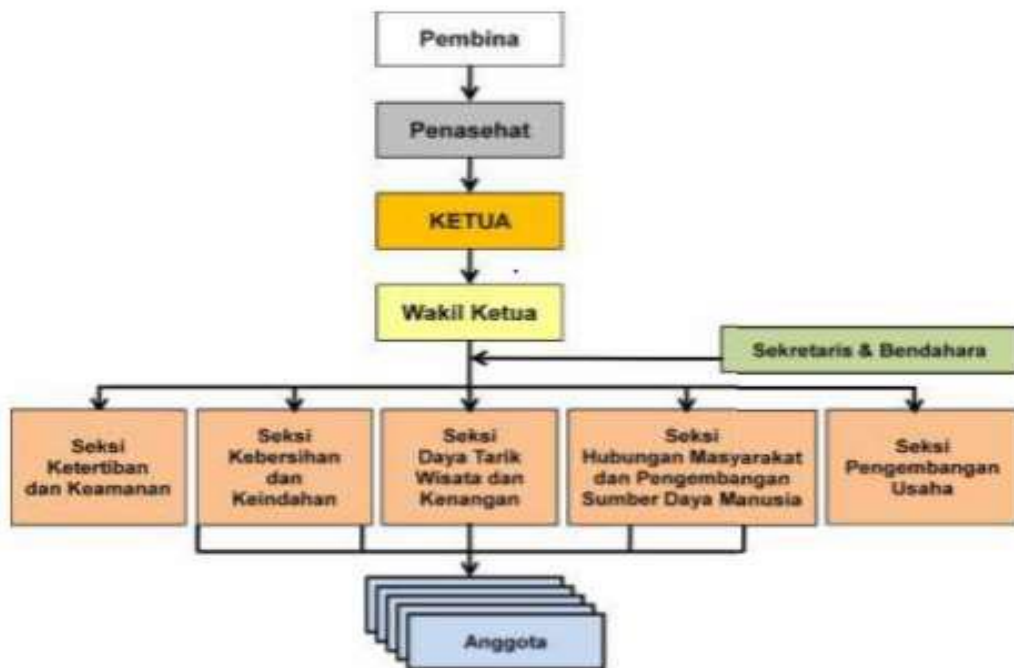 Pembina
Penasehat
KETUA
Wakil Ketua
Sekretaris & Bendahara
Seksi
Ketertiban
dan Keamanan
Seksi
Kebersihan
dan
Keindahan
Seksi
Daya Tarik
Wisata dan
Kenangan
Seksi
Hubungan Masyarakat
dan Pengembangan
Sumber Daya Manusia
Seksi
Pengembangan
Usaha
Anggota